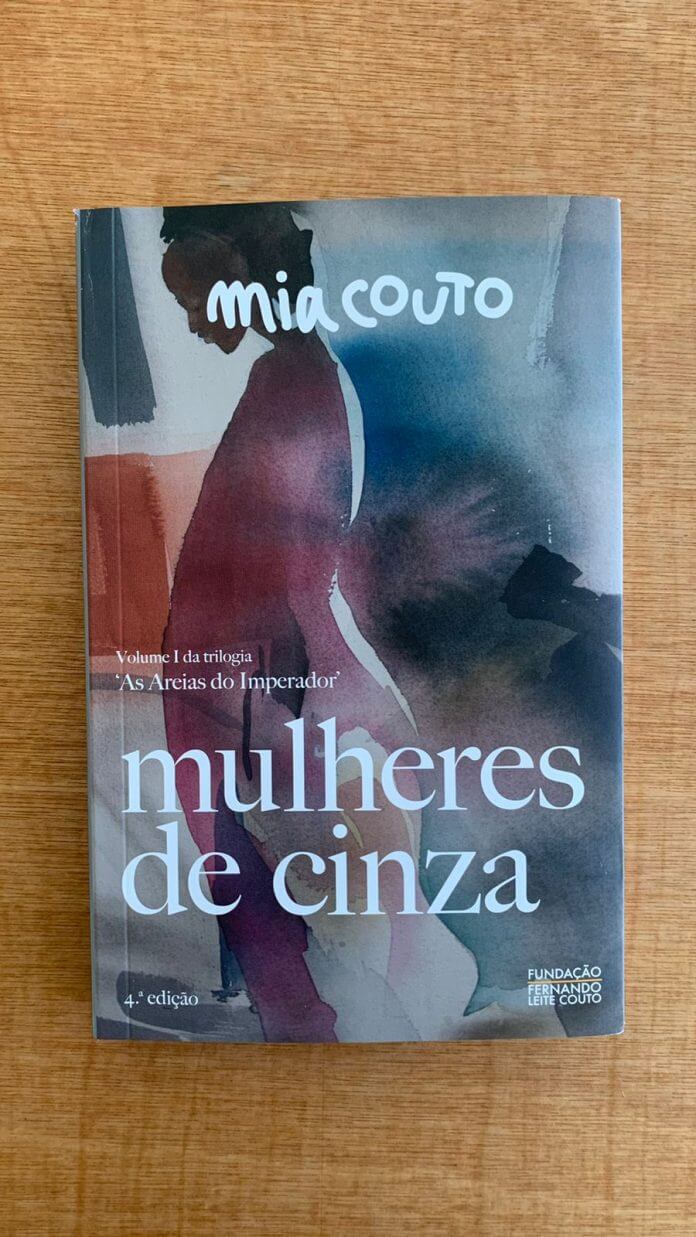 mia couto
Volume I da trilogia
‘As Areias do Imperador’
mulheres
de cinza
4.ª edição
FUNDAÇÃO
FERNANDO
LEITE COUTO